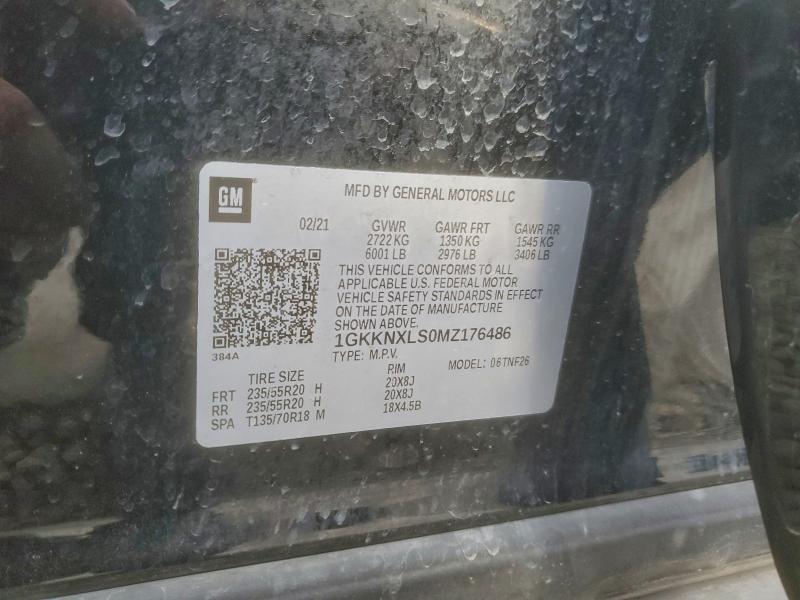 GM
MFD BY GENERAL MOTORS LLC
02/21 GVWR GAWR FRT GAWR RR
2722 KG 1350 KG 1545 KG
6001 LB 2976 LB 3406 LB
THIS VEHICLE CONFORMS TO ALL
APPLICABLE U.S. FEDERAL MOTOR
VEHICLE SAFETY STANDARDS IN EFFECT
ON THE DATE OF MANUFACTURE
SHOWN ABOVE.
1GKKNXLS0MZ176486
384A
TYPE: M.P.V. MODEL: 06TNF26
TIRE SIZE RIM
FRT 235/55R20 H 20X8J
RR 235/55R20 H 20X8J
SPA T135/70R18 M 18X4.5B